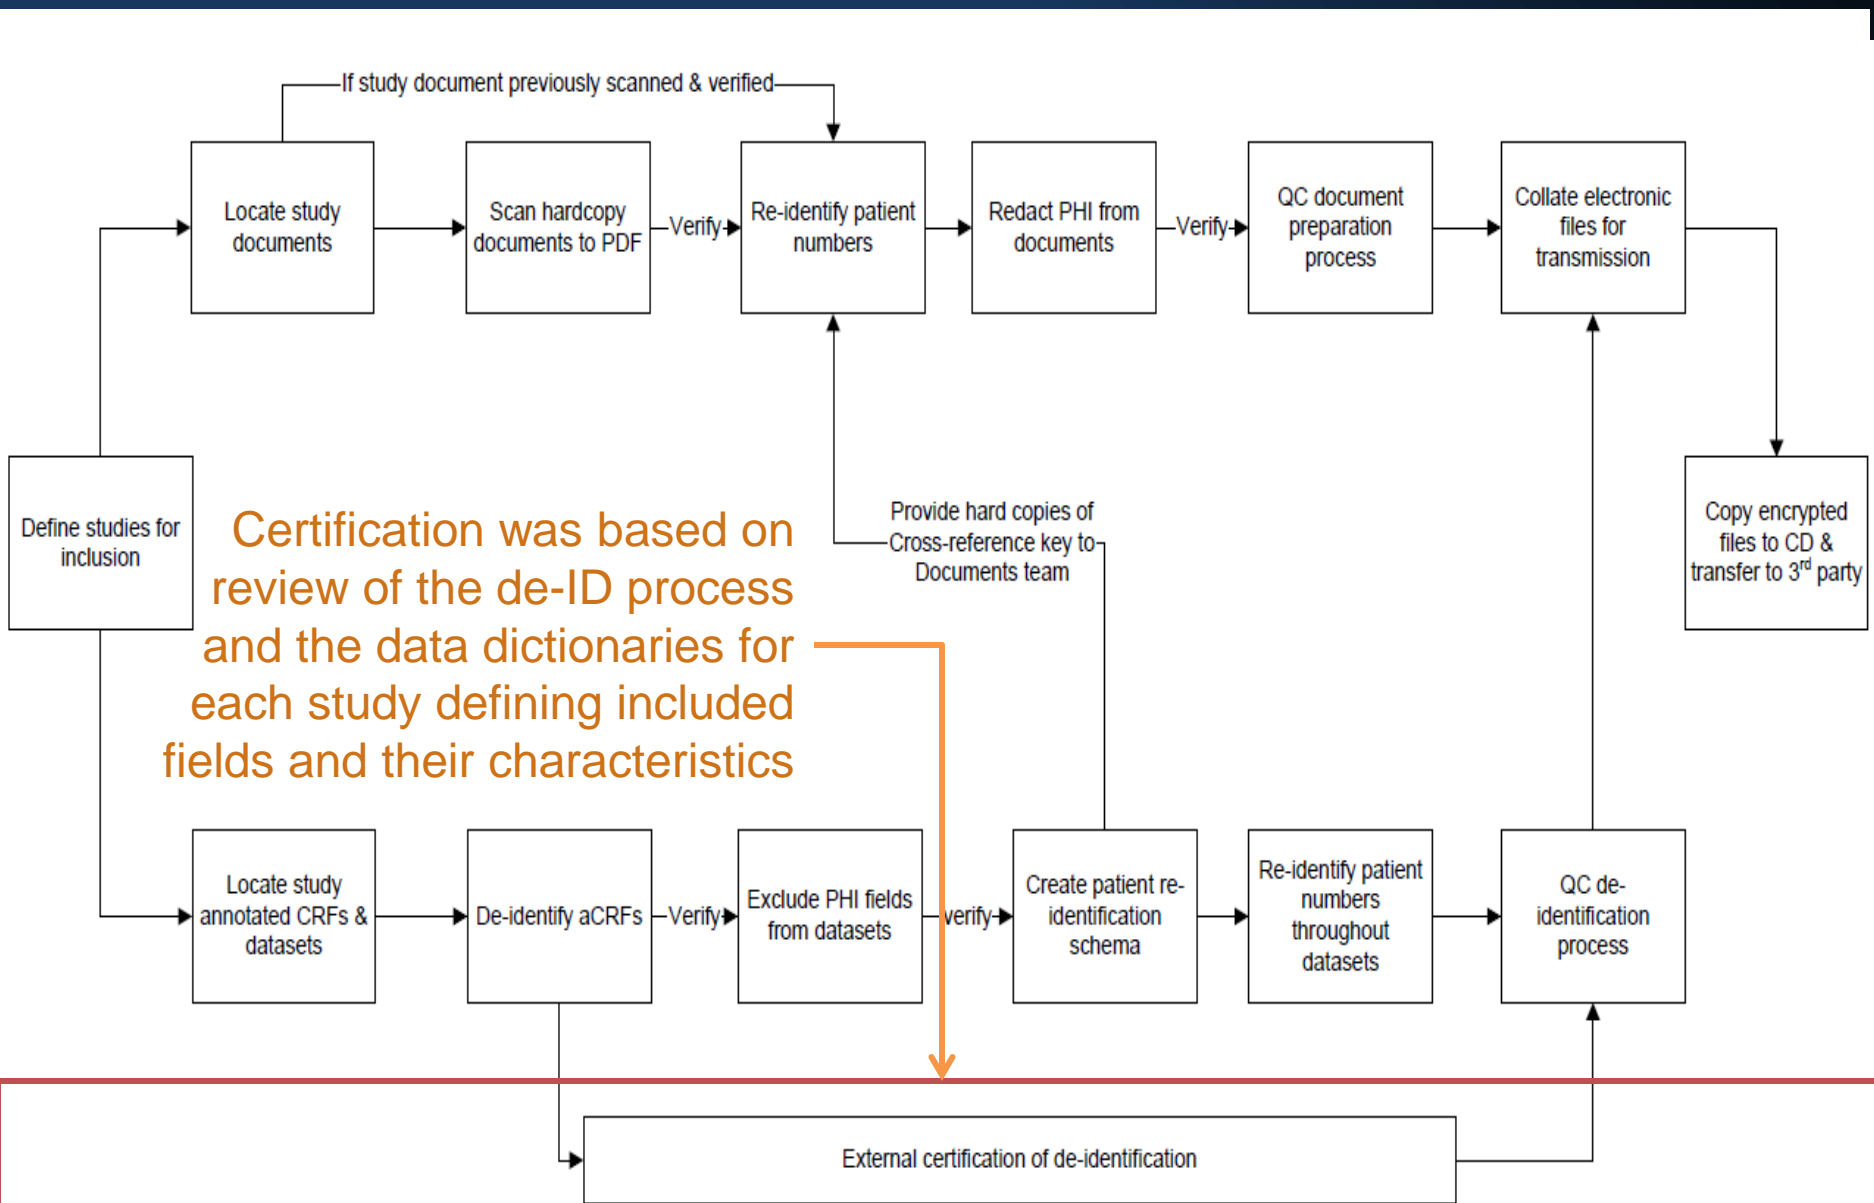 If study document previously scanned & verified
Locate study
documents
Scan hardcopy
documents to PDF
Verify
Re-identify patient
numbers
Redact PHI from
documents
Verify
QC document
preparation
process
Collate electronic
files for
transmission
Define studies for
inclusion
Certification was based on
review of the de-ID process
and the data dictionaries for
each study defining included
fields and their characteristics
Provide hard copies of
Cross-reference key to
Documents team
Copy encrypted
files to CD &
transfer to 3rd party
Locate study
annotated CRFs &
datasets
De-identify aCRFs
Verify
Exclude PHI fields
from datasets
verify
Create patient re-
identification
schema
Re-identify patient
numbers
throughout
datasets
QC de-
identification
process
External certification of de-identification